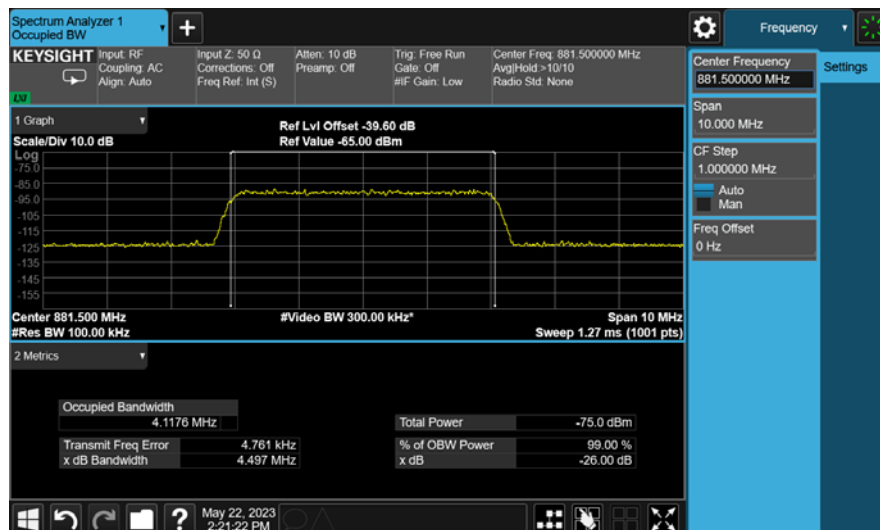 Spectrum Analyzer 1
Occupied BW
Frequency
KEYSIGHT
Input: RF
Coupling: AC
Align: Auto
Input Z: 50 Ω
Corrections: Off
Freq Ref: Int (S)
Atten: 10 dB
Preamp: Off
Trig: Free Run
Gate: Off
#IF Gain: Low
Center Freq: 881.500000 MHz
Avg|Hold:>10/10
Radio Std: None
LXI
Center Frequency
881.500000 MHz
Settings
Span
10.000 MHz
CF Step
1.000000 MHz
Auto
Man
Freq Offset
0 Hz
1 Graph
Scale/Div 10.0 dB
Ref Lvl Offset -39.60 dB
Ref Value -65.00 dBm
Log
-75.0
-85.0
-95.0
-105
-115
-125
-135
-145
-155
Center 881.500 MHz
#Video BW 300.00 kHz*
Span 10 MHz
#Res BW 100.00 kHz
Sweep 1.27 ms (1001 pts)
2 Metrics
Occupied Bandwidth
4.1176 MHz
Total Power
-75.0 dBm
Transmit Freq Error
4.761 kHz
% of OBW Power
99.00 %
x dB Bandwidth
4.497 MHz
x dB
-26.00 dB
?
May 22, 2023
2:21:22 PM